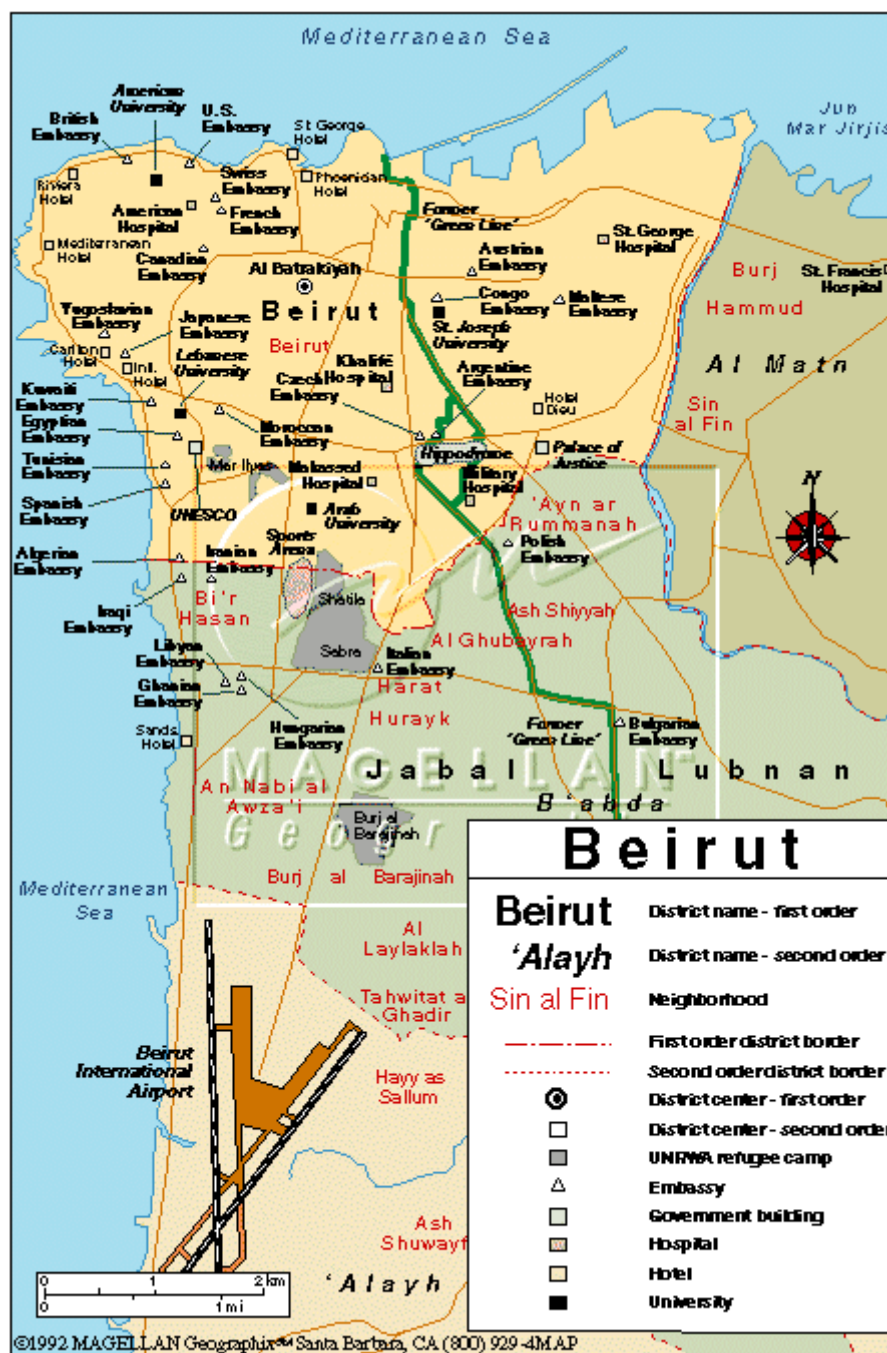 Mediterranean Sea
Jun
Mar Jirjis
American
University
British
Embassy
U.S.
Embassy
St George
Hotel
Riviera
Hotel
Swiss
Embassy
Phoenician
Hotel
American
Hospital
French
Embassy
Former
'Green Line'
St. George
Hospital
Mediterranean
Hotel
Canadian
Embassy
Al Batrakiyah
Austrian
Embassy
Burj
Hammud
St. Francis
Hospital
Beirut
Congo
Embassy
Maltese
Embassy
Yugoslavian
Embassy
Japanese
Embassy
Beirut
St. Joseph
University
Carlton
Hotel
Int'l.
Hotel
Lebanese
University
Khalifé
Hospital
Czech
Embassy
Argentine
Embassy
Al Matn
Kuwaiti
Embassy
Hotel
Dieu
Sin
al Fin
Egyptian
Embassy
Moroccan
Embassy
Hippodrome
Palace of
Justice
Tunisian
Embassy
Mar Ilyas
Makassed
Hospital
Military
Hospital
N
Spanish
Embassy
UNESCO
Arab
University
'Ayn ar
Rummanah
Sports
Arena
Polish
Embassy
Algerian
Embassy
Iranian
Embassy
Iraqi
Embassy
Bi'r
Hasan
Shatila
Ash Shiyyah
Al Ghubayrah
Sabra
Libyan
Embassy
Italian
Embassy
Ghanian
Embassy
Harat
Hurayk
Hungarian
Embassy
Former
'Green Line'
Bulgarian
Embassy
Sands
Hotel
MAGELLAN
Geogr
Jabal Lubnan
An Nabi al
Awza'i
B'abda
Burj al
Barajinah
Burj al Barajinah
Mediterranean
Sea
Al
Laylaklah
Tahwitat a
Ghadir
Beirut
International
Airport
Hayy as
Sallum
Ash
Shuwayf
'Alayh
0 1 2 km
0 1 mi
Beirut
Beirut District name - first order
'Alayh District name - second order
Sin al Fin Neighborhood
First order district border
Second order district border
District center - first order
District center - second order
UNRWA refugee camp
Embassy
Government building
Hospital
Hotel
University
©1992 MAGELLAN Geographix℠ Santa Barbara, CA (800) 929-4MAP